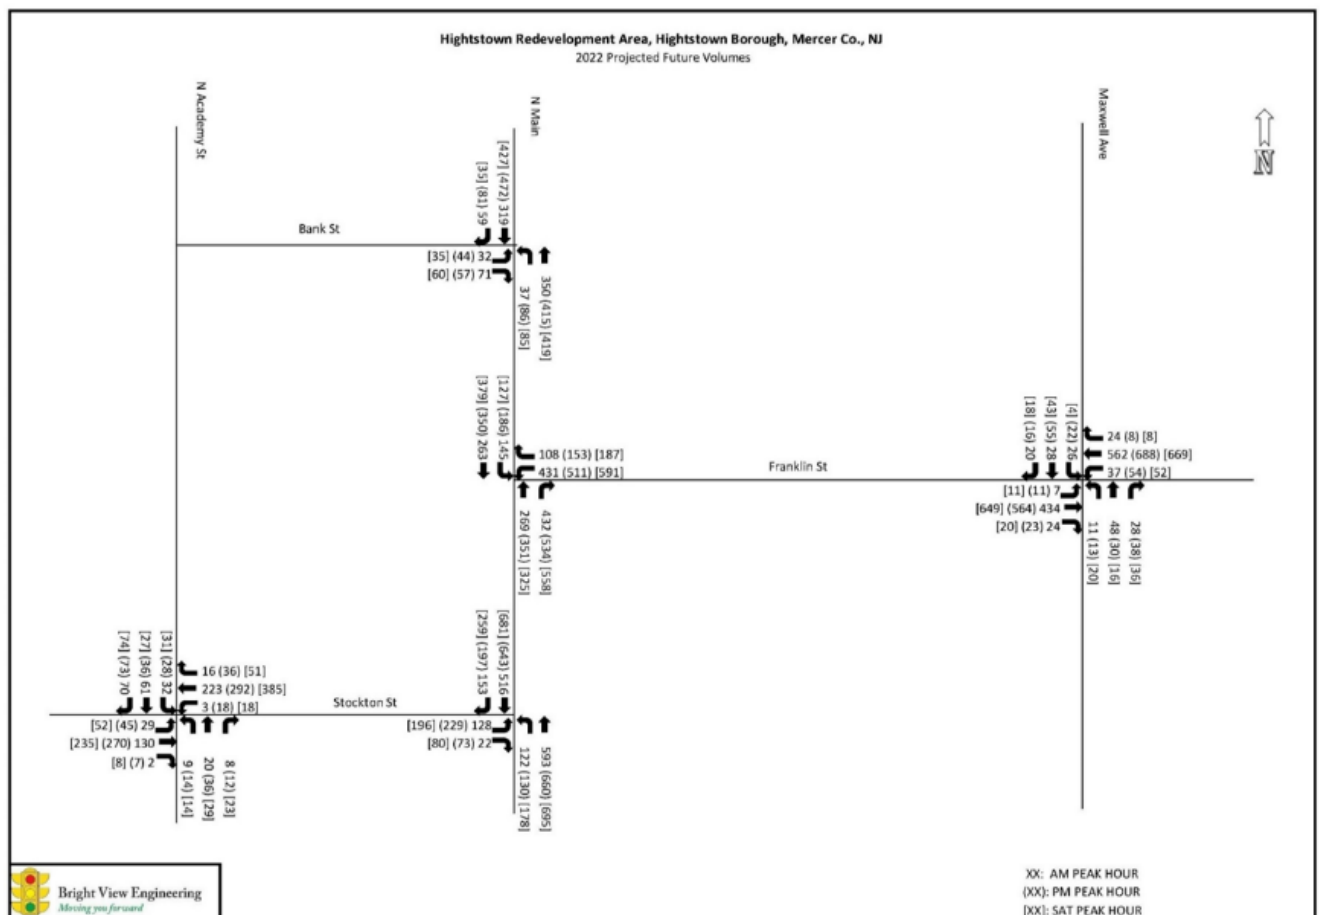 Hightstown Redevelopment Area, Hightstown Borough, Mercer Co., NJ
2022 Projected Future Volumes
N Academy St
N Main
Maxwell Ave
N
[35] (81) 59
[427] (472) 319
Bank St
[35] (44) 32
[60] (57) 71
37 (86) [85]
350 (415) [419]
[379] (350) 263
[127] (186) 145
108 (153) [187]
431 (511) [591]
Franklin St
269 (351) [325]
432 (534) [558]
[18] (16) 20
[43] (55) 28
[4] (22) 26
24 (8) [8]
562 (688) [669]
37 (54) [52]
[11] (11) 7
[649] (564) 434
[20] (23) 24
11 (13) [20]
48 (30) [16]
28 (38) [36]
[74] (73) 70
[27] (36) 61
[31] (28) 32
16 (36) [51]
223 (292) [385]
3 (18) [18]
Stockton St
[52] (45) 29
[235] (270) 130
[8] (7) 2
9 (14) [14]
20 (36) [29]
8 (12) [23]
[259] (197) 153
[681] (643) 516
[196] (229) 128
[80] (73) 22
122 (130) [178]
593 (660) [695]
Bright View Engineering
Moving you forward
XX: AM PEAK HOUR
(XX): PM PEAK HOUR
[XX]: SAT PEAK HOUR